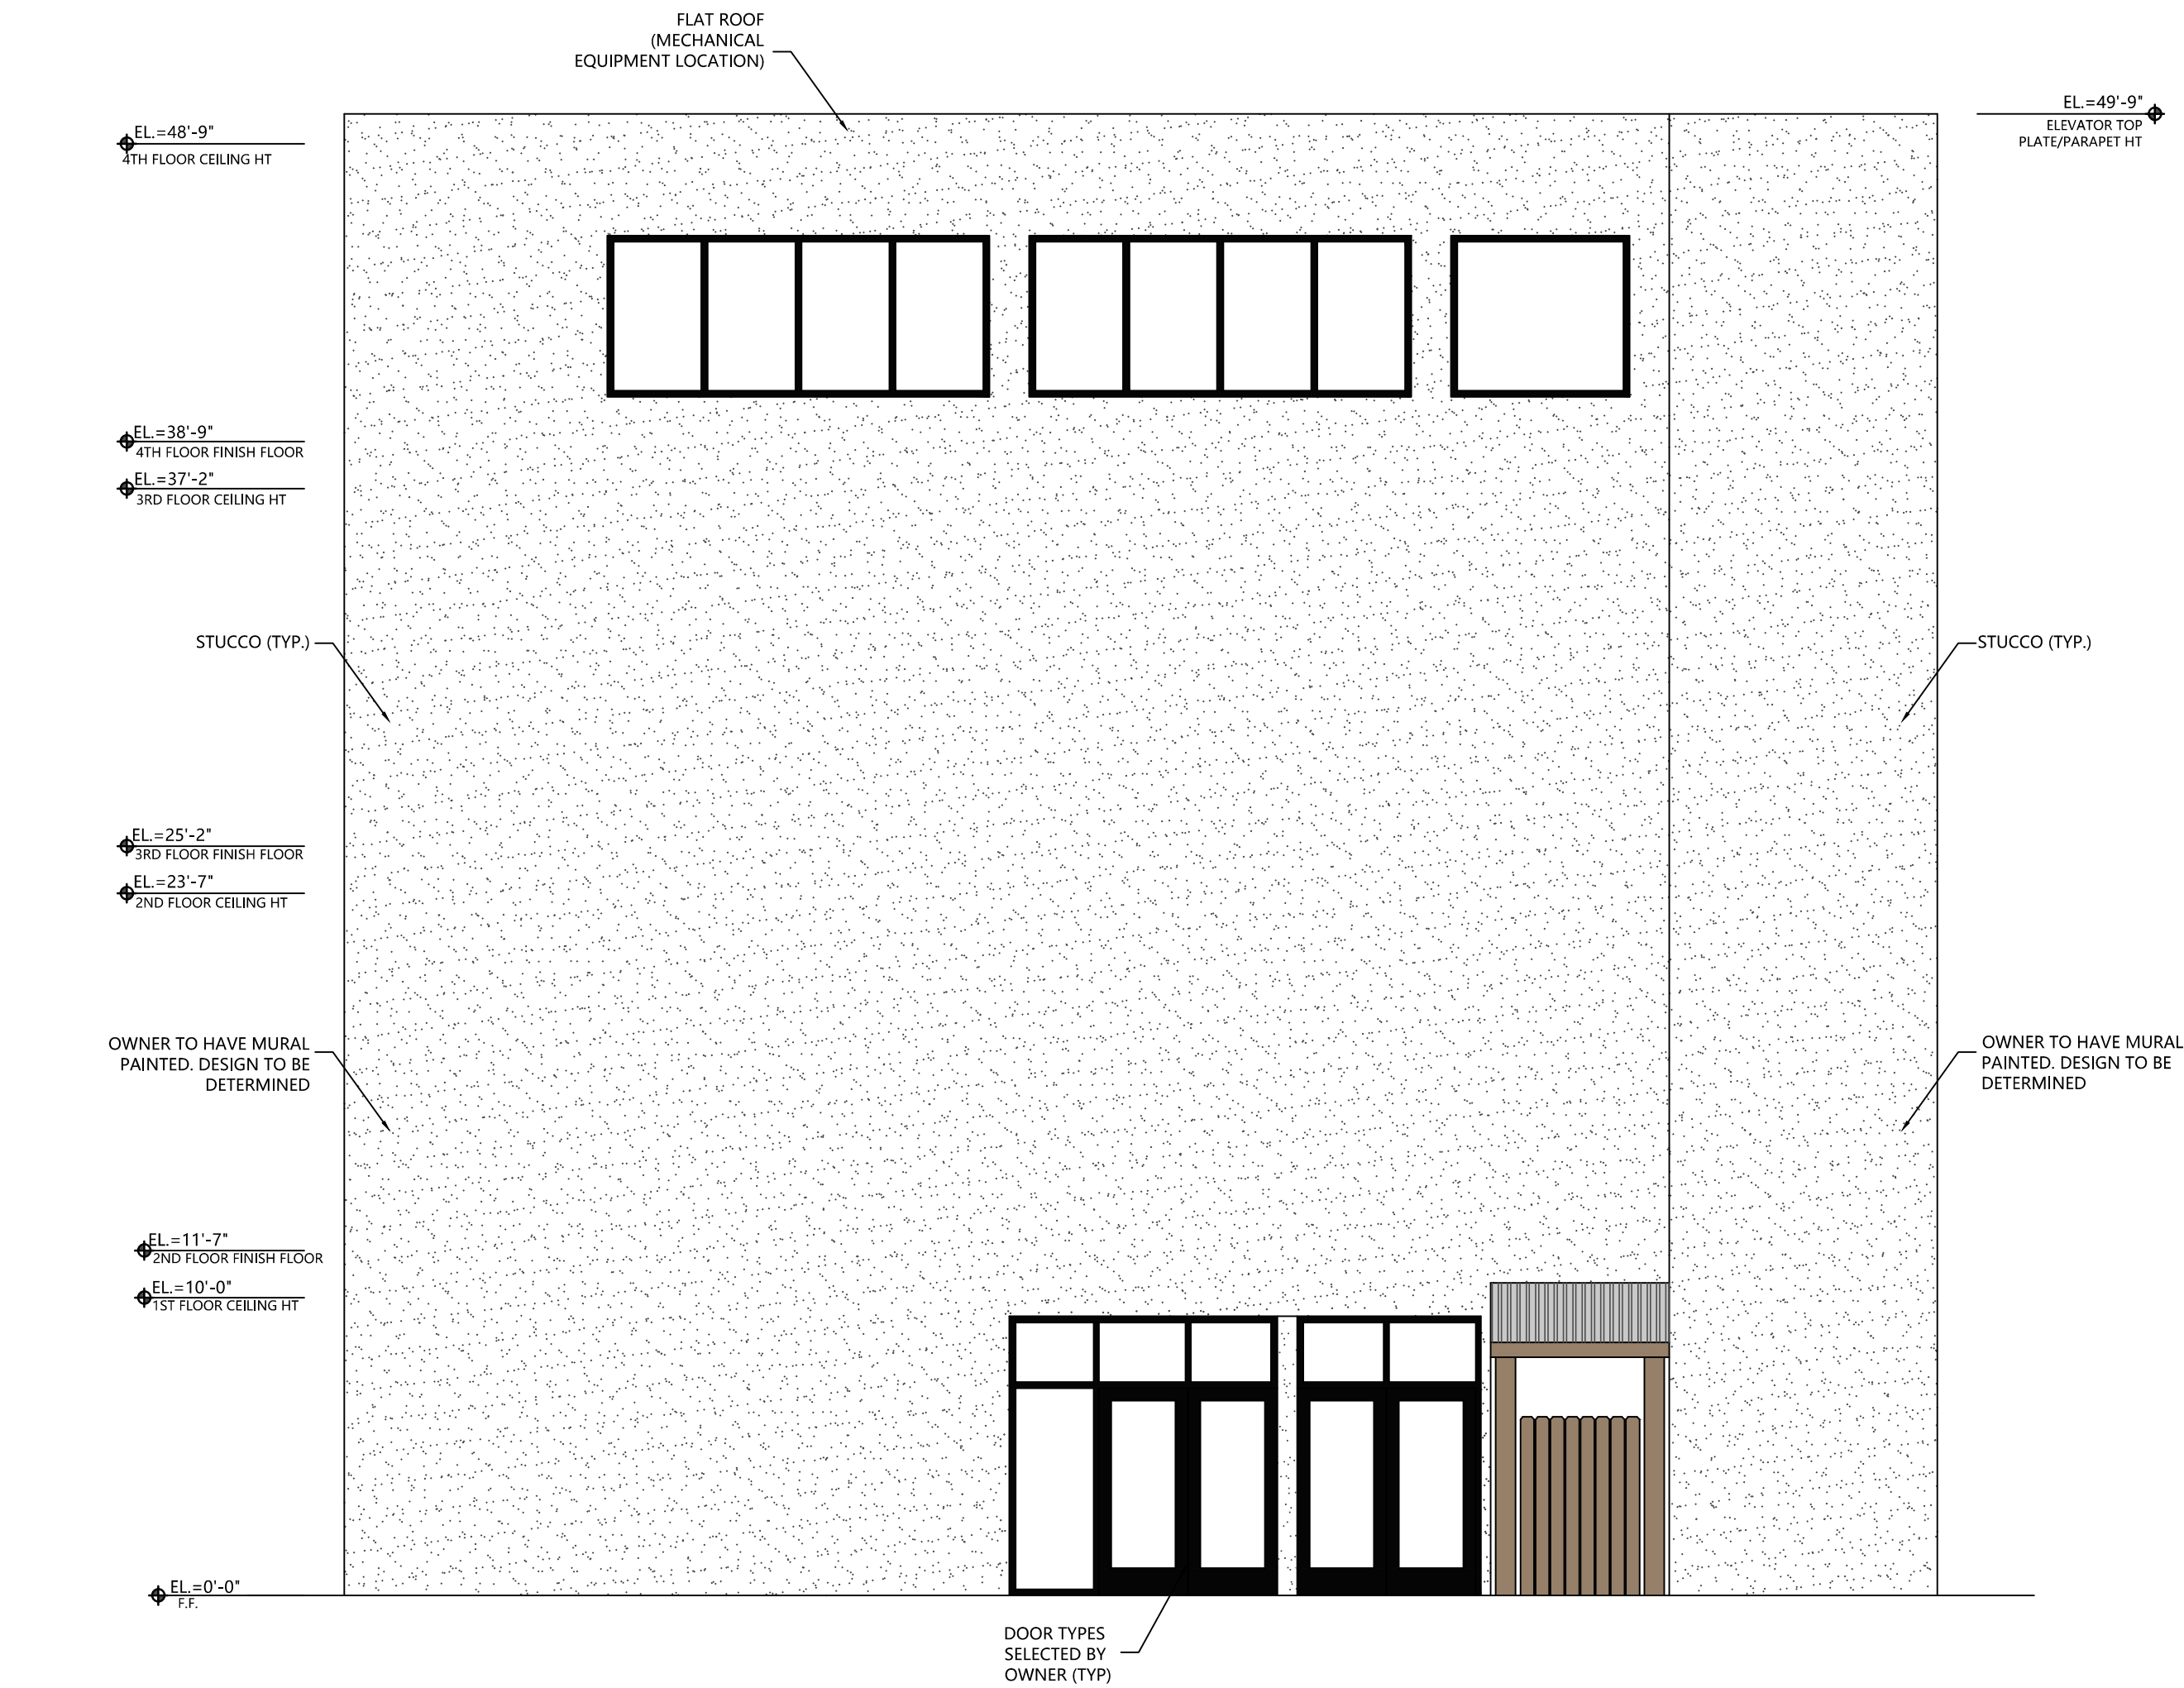 FLAT ROOF
(MECHANICAL
EQUIPMENT LOCATION)
EL.=49'-9"
ELEVATOR TOP
PLATE/PARAPET HT
EL.=48'-9"
4TH FLOOR CEILING HT
EL.=38'-9"
4TH FLOOR FINISH FLOOR
EL.=37'-2"
3RD FLOOR CEILING HT
STUCCO (TYP.)
STUCCO (TYP.)
EL.=25'-2"
3RD FLOOR FINISH FLOOR
EL.=23'-7"
2ND FLOOR CEILING HT
OWNER TO HAVE MURAL
PAINTED. DESIGN TO BE
DETERMINED
OWNER TO HAVE MURAL
PAINTED. DESIGN TO BE
DETERMINED
EL.=11'-7"
2ND FLOOR FINISH FLOOR
EL.=10'-0"
1ST FLOOR CEILING HT
EL.=0'-0"
F.F.
DOOR TYPES
SELECTED BY
OWNER (TYP)